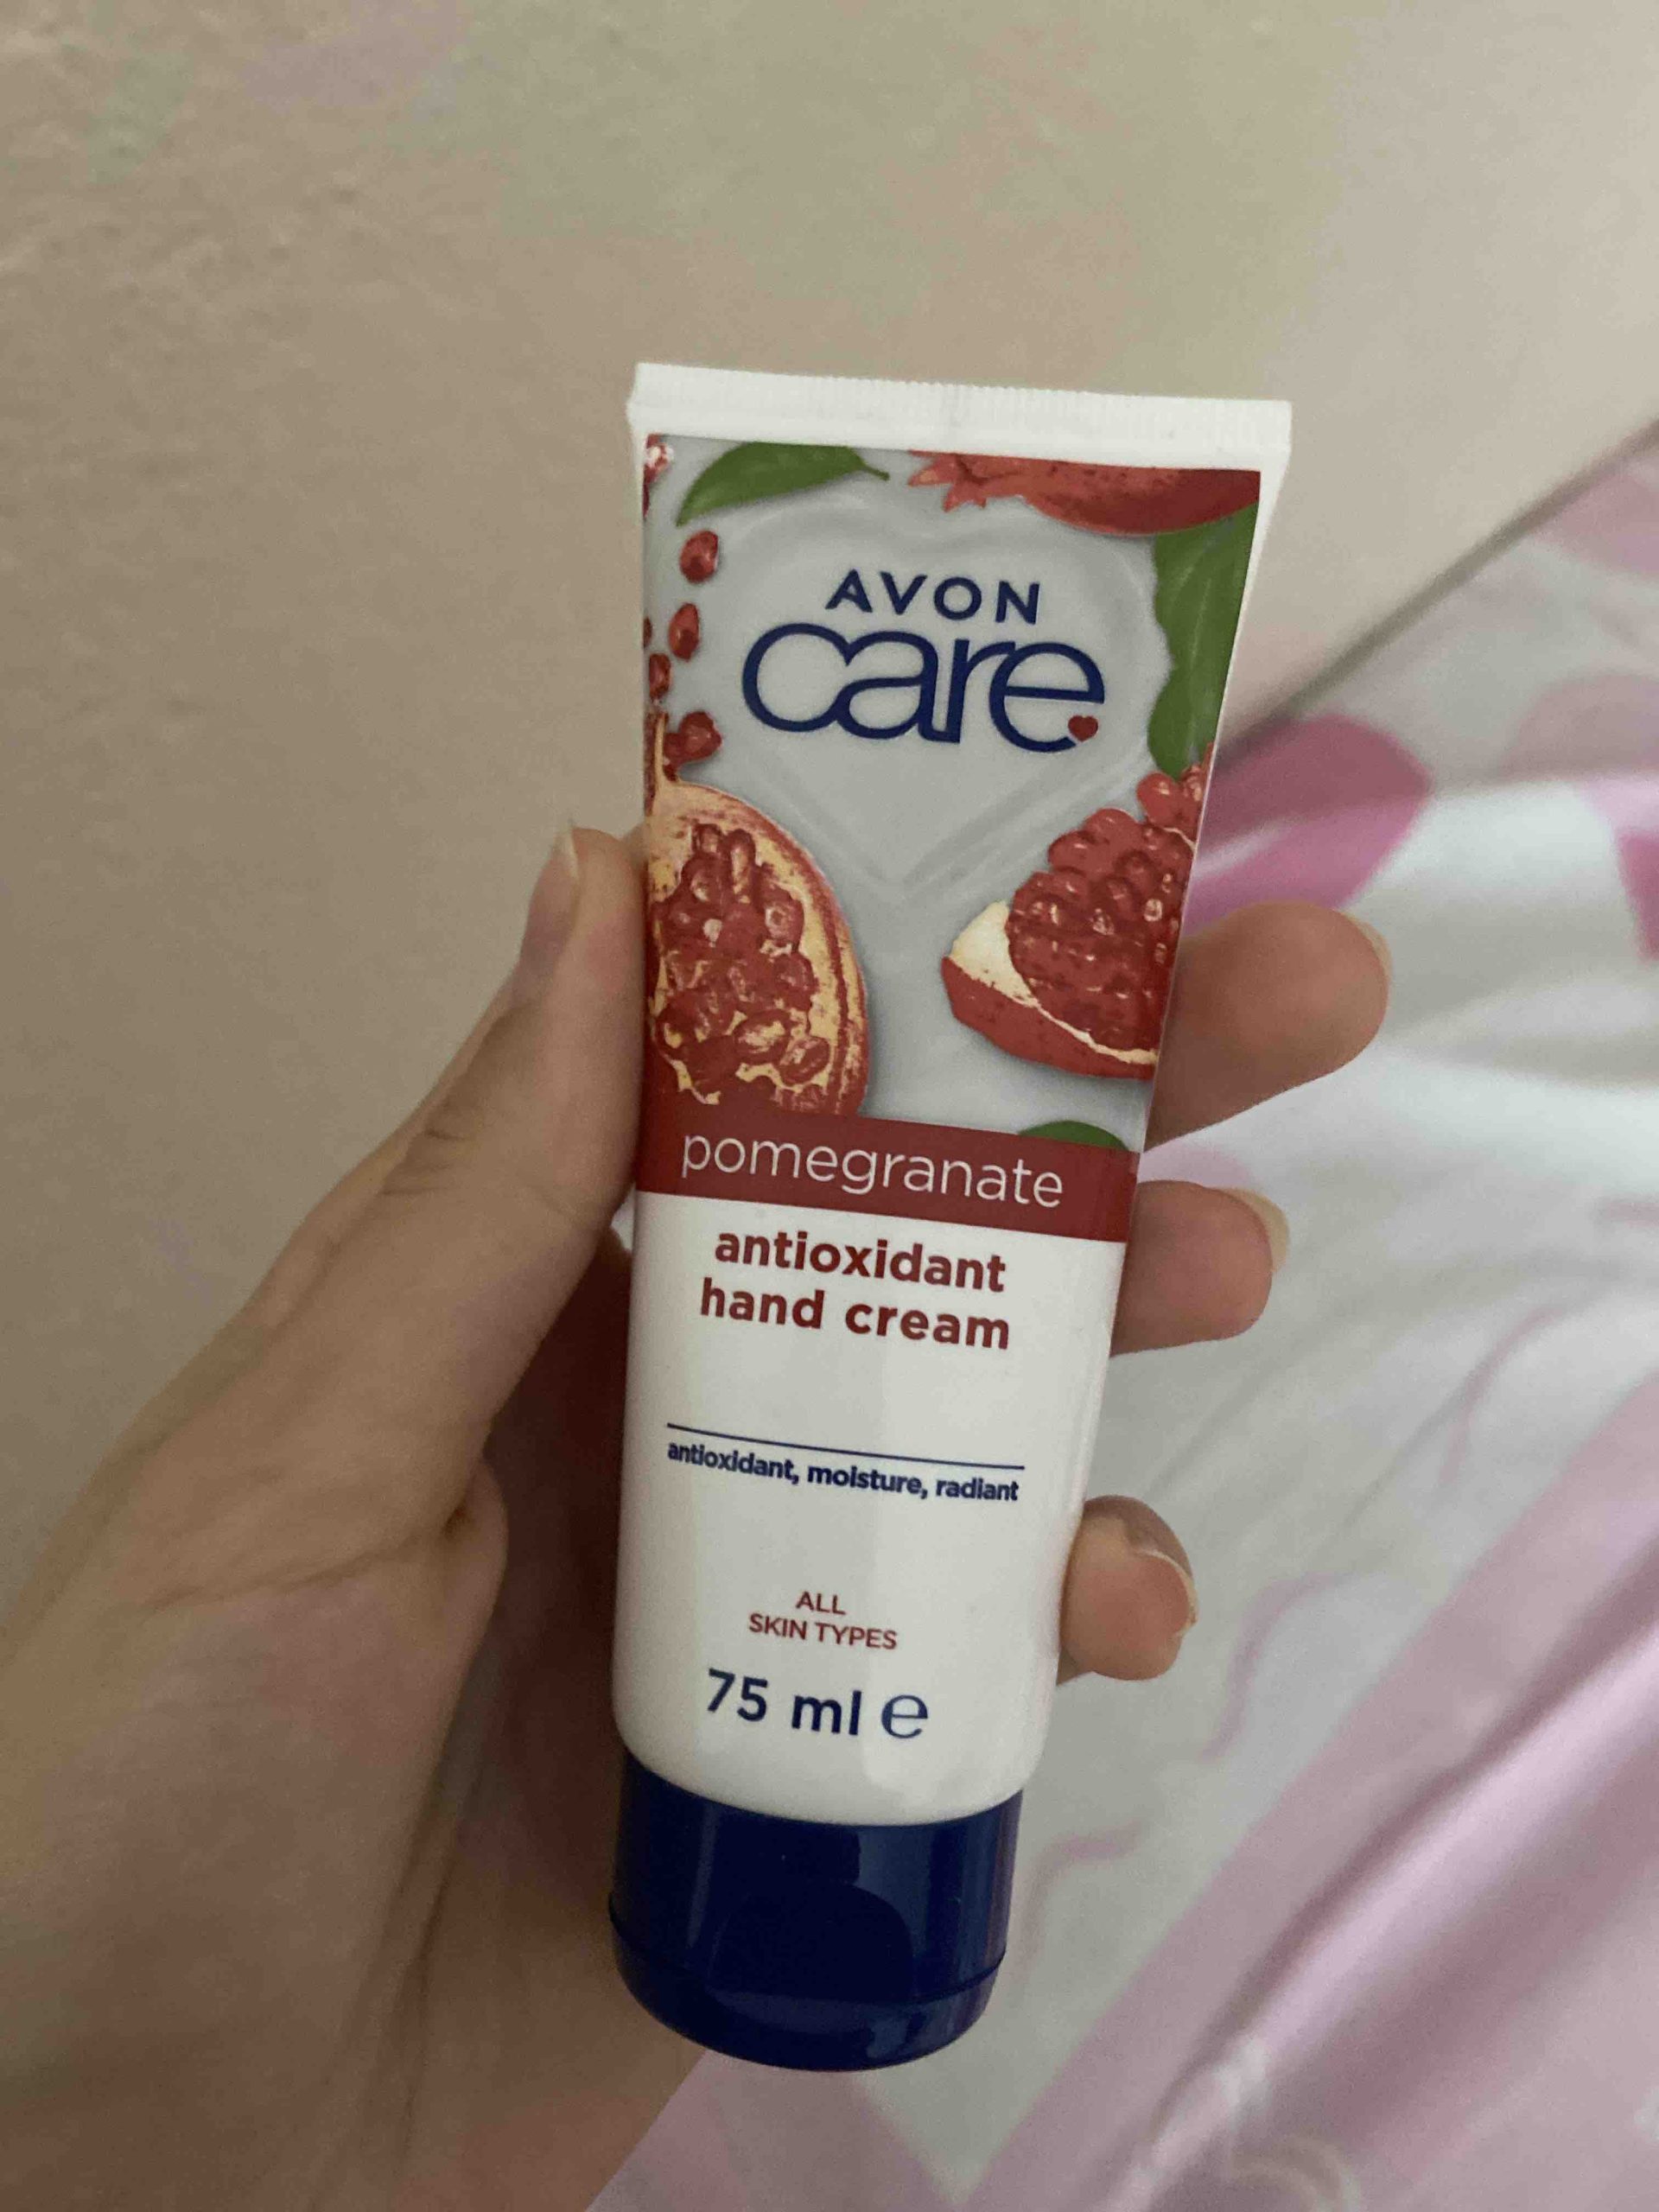 AVON
care
pomegranate
antioxidant
hand cream
antioxidant, moisture, radiant
ALL
SKIN TYPES
75 ml e